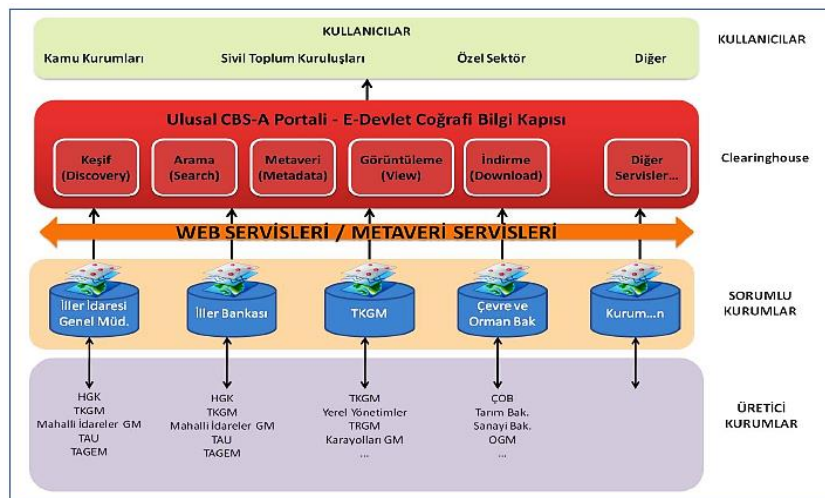 KULLANICILAR
KULLANICILAR
Kamu Kurumları Sivil Toplum Kuruluşları Özel Sektör Diğer
Ulusal CBS-A Portali - E-Devlet Coğrafi Bilgi Kapısı
Clearinghouse
Keşif
(Discovery)
Arama
(Search)
Metaveri
(Metadata)
Görüntüleme
(View)
İndirme
(Download)
Diğer
Servisler...
WEB SERVİSLERİ / METAVERİ SERVİSLERİ
İller İdaresi
Genel Müd.
İller Bankası
TKGM
Çevre ve
Orman Bak
Kurum...n
SORUMLU
KURUMLAR
HGK
TKGM
Mahalli İdareler GM
TAU
TAGEM
HGK
TKGM
Mahalli İdareler GM
TAU
TAGEM
TKGM
Yerel Yönetimler
TRGM
Karayolları GM
...
ÇOB
Tarım Bak.
Sanayi Bak.
OGM
...
ÜRETİCİ
KURUMLAR